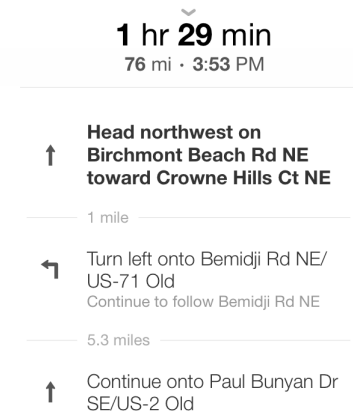 1 hr 29 min
76 mi · 3:53 PM
Head northwest on
Birchmont Beach Rd NE
toward Crowne Hills Ct NE
1 mile
Turn left onto Bemidji Rd NE/
US-71 Old
Continue to follow Bemidji Rd NE
5.3 miles
Continue onto Paul Bunyan Dr
SE/US-2 Old